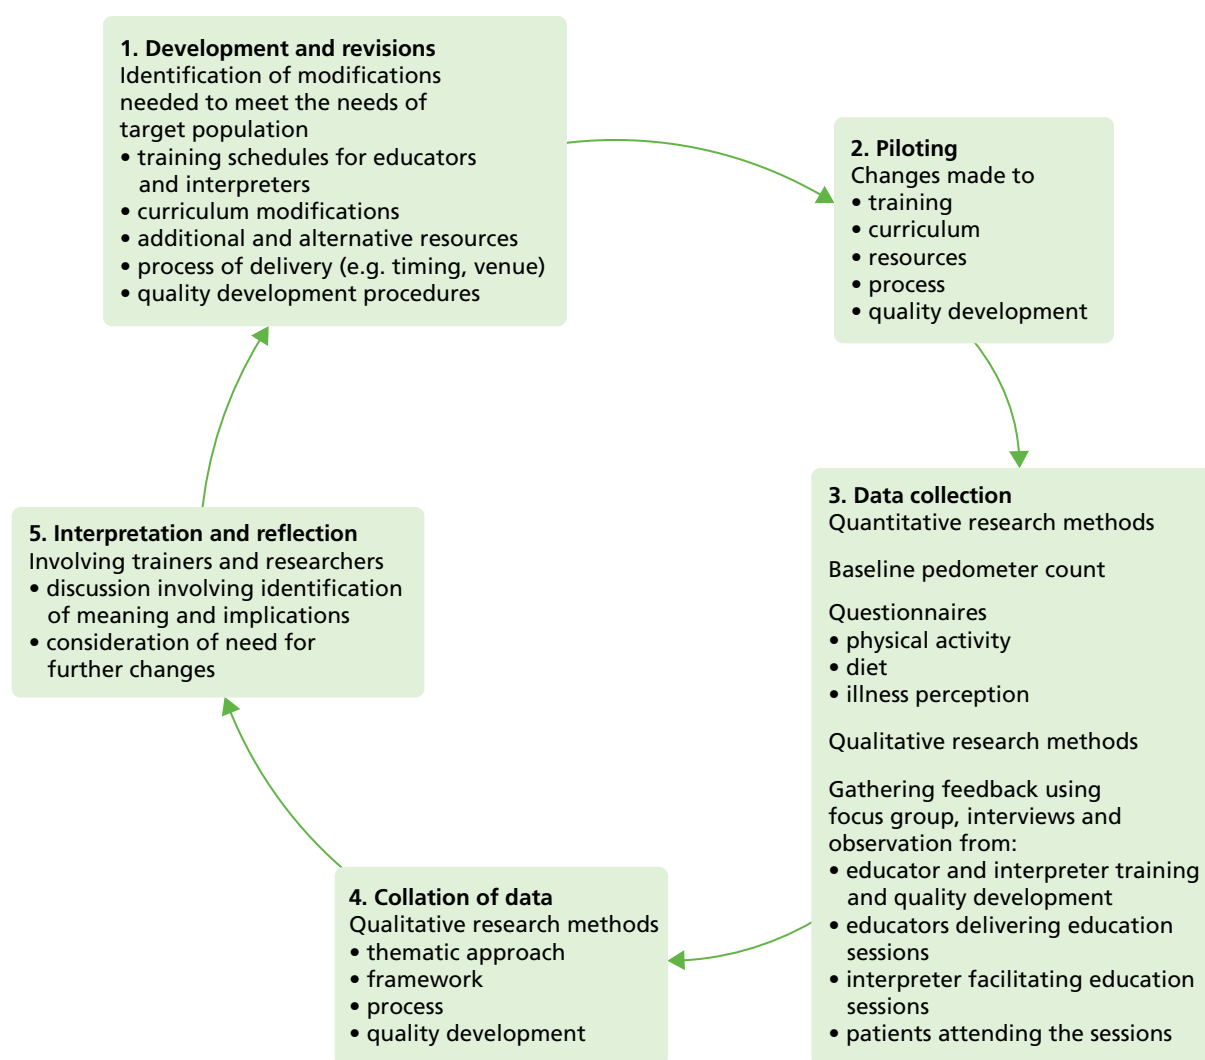 1. Development and revisions
Identification of modifications
needed to meet the needs of
target population
• training schedules for educators
and interpreters
• curriculum modifications
• additional and alternative resources
• process of delivery (e.g. timing, venue)
• quality development procedures
2. Piloting
Changes made to
• training
• curriculum
• resources
• process
• quality development
3. Data collection
Quantitative research methods
Baseline pedometer count
Questionnaires
• physical activity
• diet
• illness perception
Qualitative research methods
Gathering feedback using
focus group, interviews and
observation from:
• educator and interpreter training
and quality development
• educators delivering education
sessions
• interpreter facilitating education
sessions
• patients attending the sessions
4. Collation of data
Qualitative research methods
• thematic approach
• framework
• process
• quality development
5. Interpretation and reflection
Involving trainers and researchers
• discussion involving identification
of meaning and implications
• consideration of need for
further changes